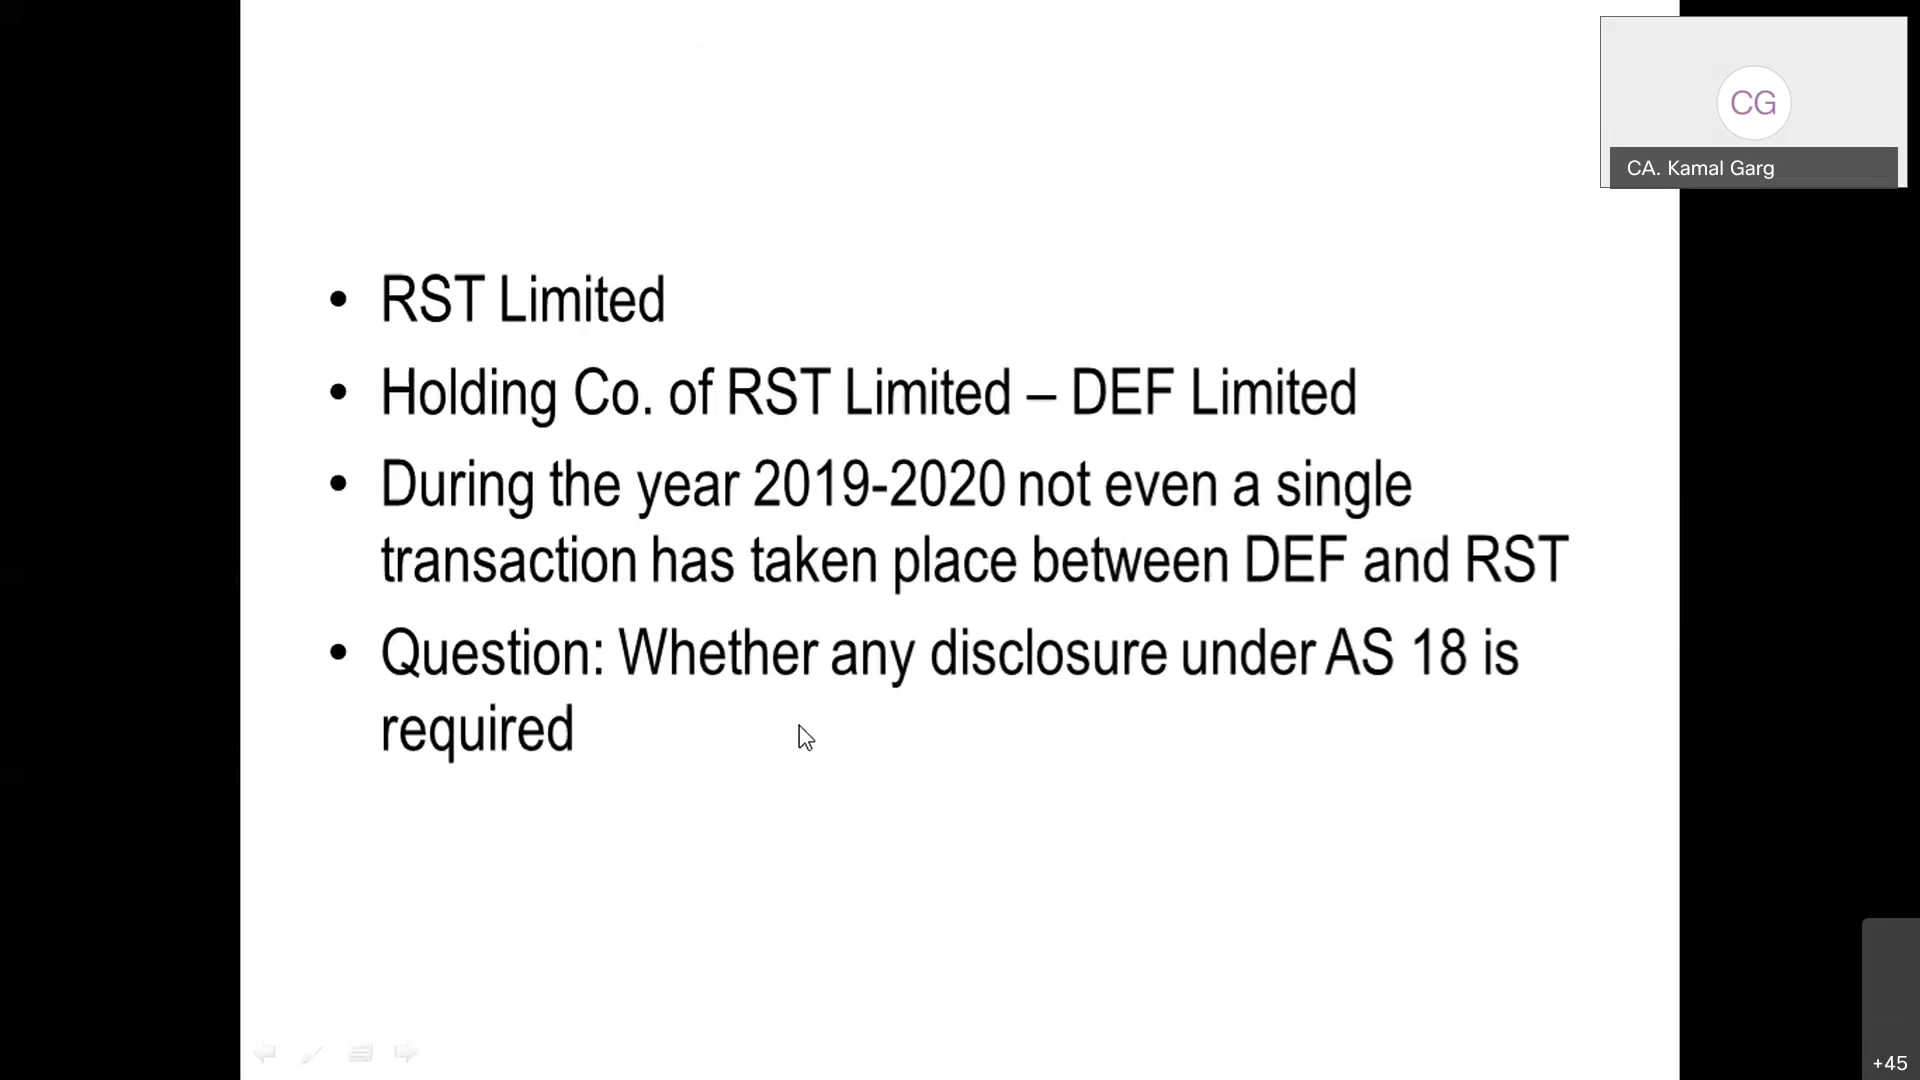 CG
CA. Kamal Garg
• RST Limited
• Holding Co. of RST Limited – DEF Limited
• During the year 2019-2020 not even a single
transaction has taken place between DEF and RST
• Question: Whether any disclosure under AS 18 is
required
+45